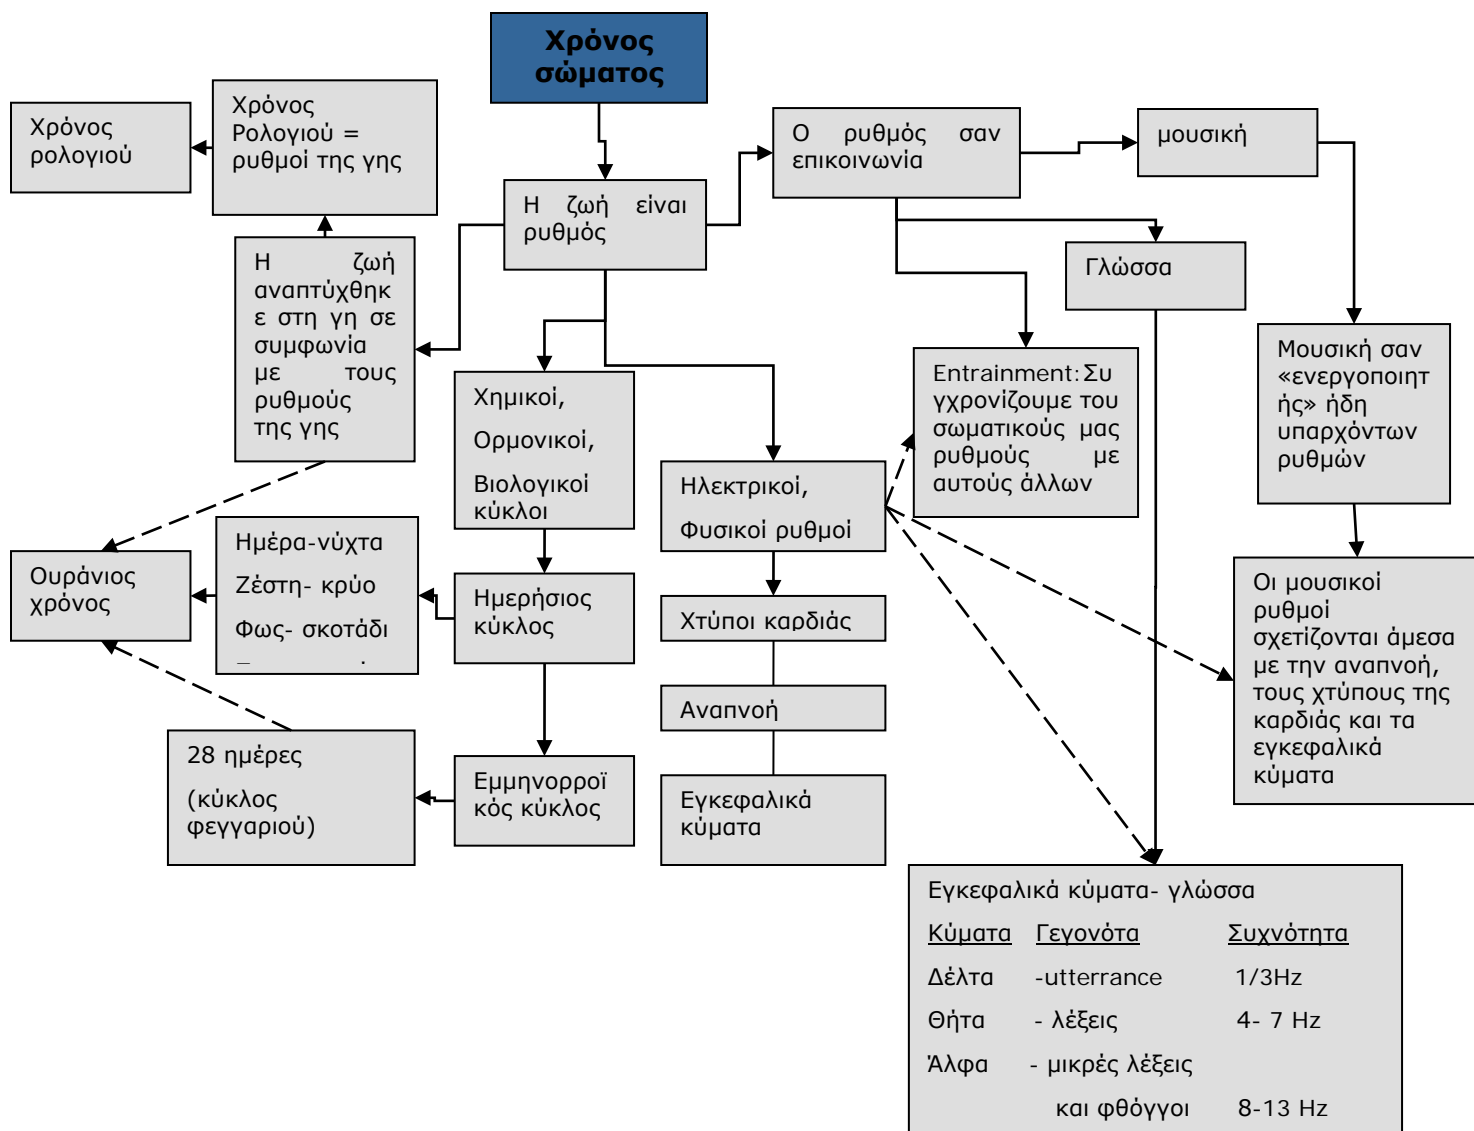 Χρόνος
σώματος
Χρόνος
ρολογιού
Χρόνος
Ρολογιού =
ρυθμοί της γης
Η ζωή είναι
ρυθμός
Ο ρυθμός σαν
επικοινωνία
μουσική
Η ζωή
αναπτύχθηκ
ε στη γη σε
συμφωνία
με τους
ρυθμούς
της γης
Γλώσσα
Χημικοί,
Ορμονικοί,
Βιολογικοί
κύκλοι
Ηλεκτρικοί,
Φυσικοί ρυθμοί
Entrainment:Συ
γχρονίζουμε του
σωματικούς μας
ρυθμούς με
αυτούς άλλων
Μουσική σαν
«ενεργοποιητ
ής» ήδη
υπαρχόντων
ρυθμών
Ουράνιος
χρόνος
Ημέρα-νύχτα
Ζέστη- κρύο
Φως- σκοτάδι
Ημερήσιος
κύκλος
Χτύποι καρδιάς
Αναπνοή
Εγκεφαλικά
κύματα
Οι μουσικοί
ρυθμοί
σχετίζονται άμεσα
με την αναπνοή,
τους χτύπους της
καρδιάς και τα
εγκεφαλικά
κύματα
28 ημέρες
(κύκλος
φεγγαριού)
Εμμηνορροϊ
κός κύκλος
Εγκεφαλικά κύματα- γλώσσα
Κύματα Γεγονότα Συχνότητα
Δέλτα -utterrance 1/3Hz
Θήτα - λέξεις 4- 7 Hz
Άλφα - μικρές λέξεις
και φθόγγοι 8-13 Hz